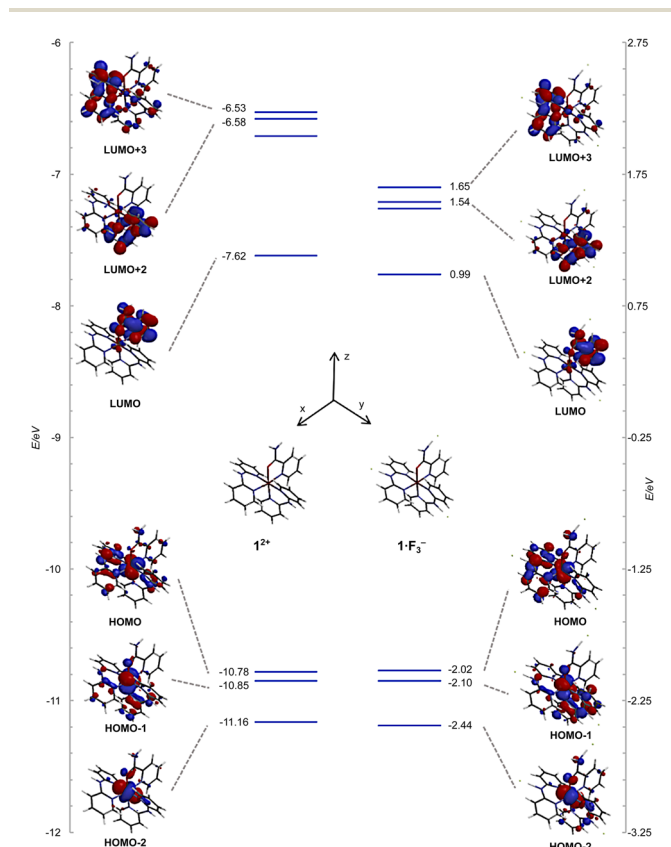 -6
2.75
-6.53
-6.58
LUMO+3
LUMO+3
-7
1.75
1.65
1.54
LUMO+2
LUMO+2
-7.62
0.99
-8
0.75
LUMO
LUMO
z
x
y
E/eV
-9
-0.25
E/eV
1²⁺
1·F₃⁻
-10
-1.25
HOMO
HOMO
-10.78
-2.02
-10.85
-2.10
-11
-2.25
HOMO-1
HOMO-1
-11.16
-2.44
-12
-3.25
HOMO-2
HOMO-2